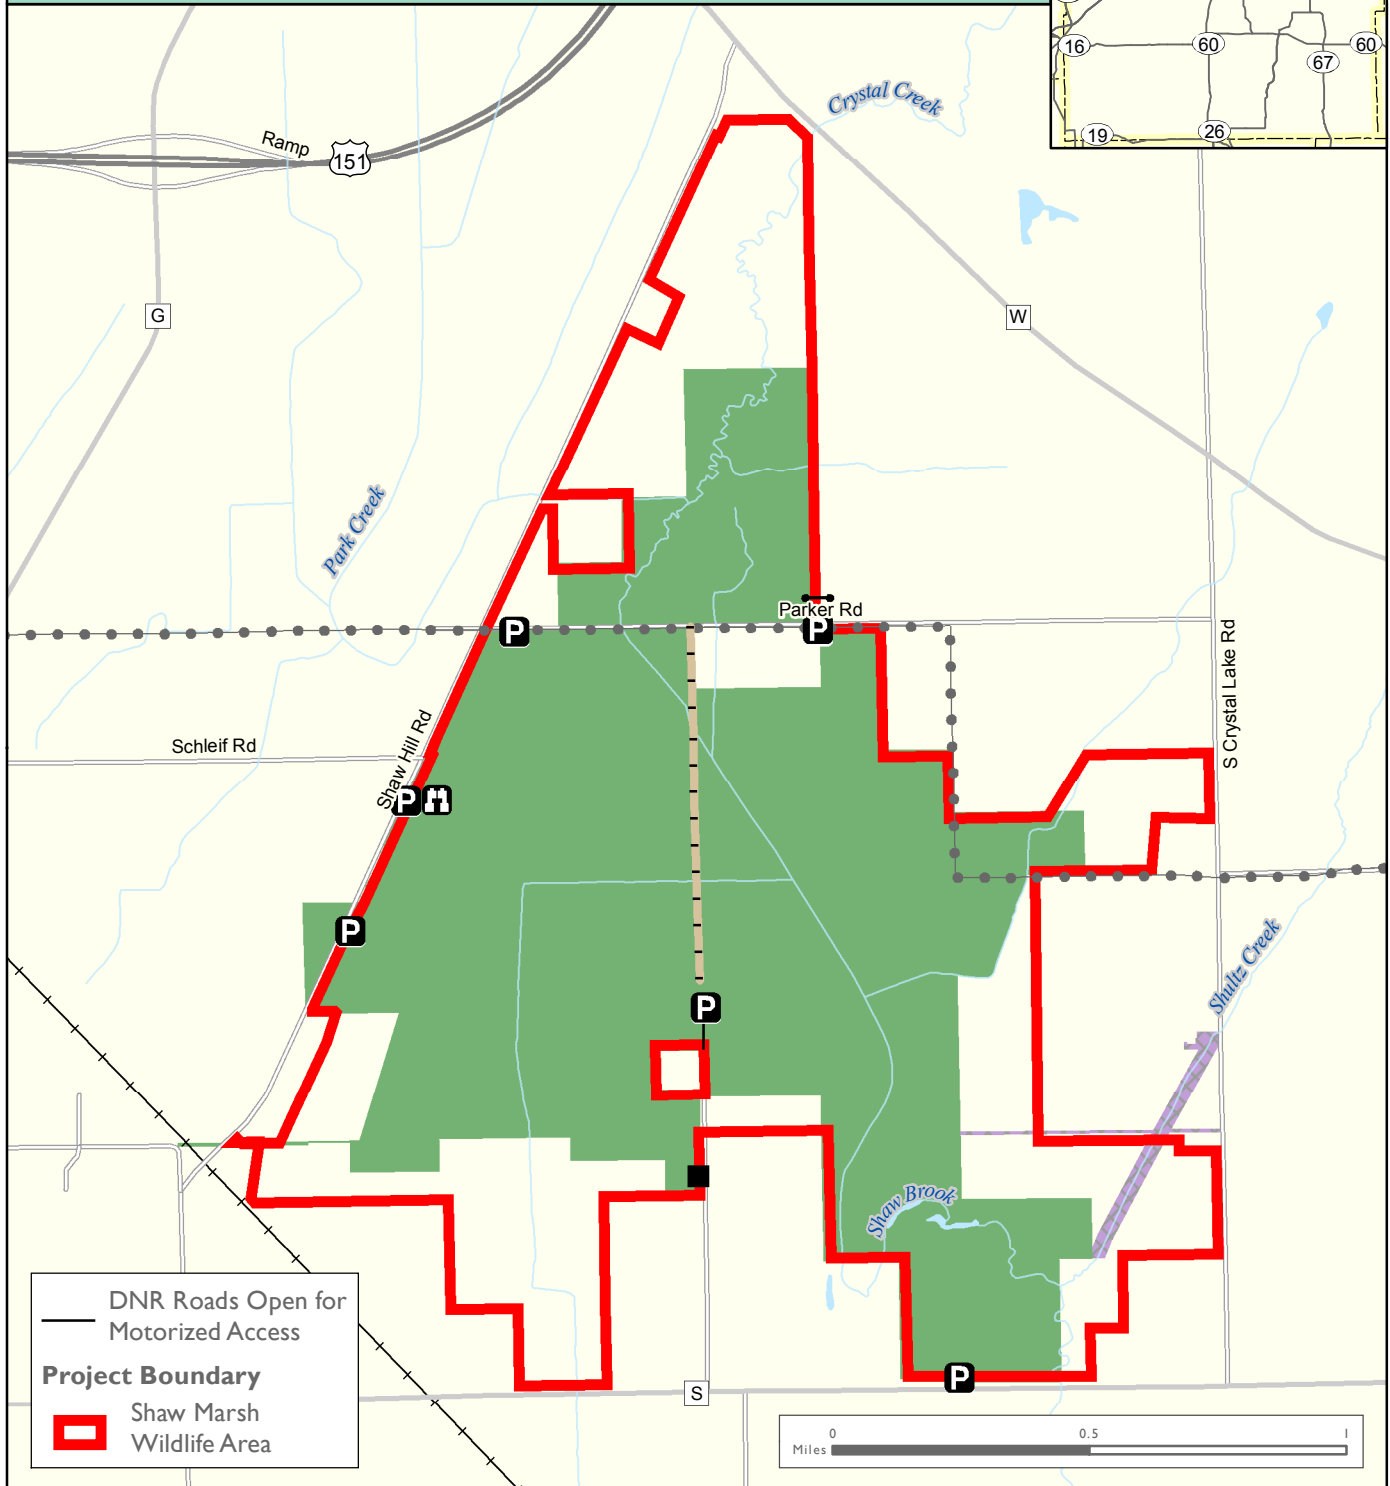 16
60
60
67
19
26
Crystal Creek
Ramp
151
G
W
Park Creek
Parker Rd
P
P
S Crystal Lake Rd
Schleif Rd
Shaw Hill Rd
P
P
Shultz Creek
P
Shaw Brook
DNR Roads Open for
Motorized Access
Project Boundary
Shaw Marsh
Wildlife Area
P
S
0 0.5 1
Miles